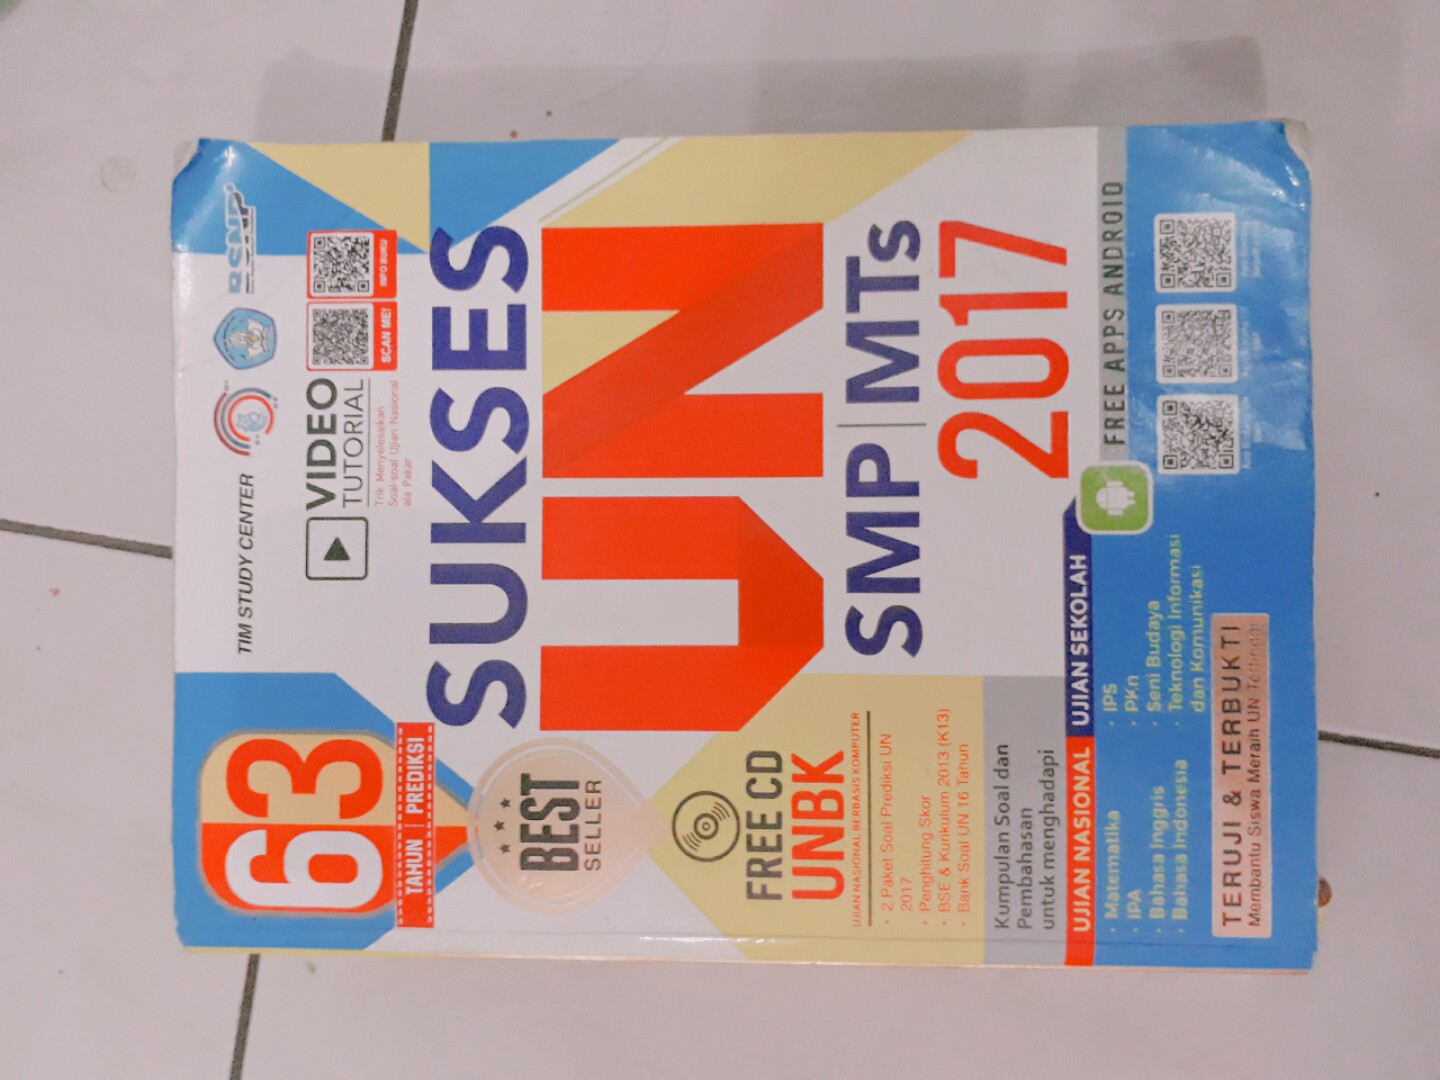 63
TAHUN | PREDIKSI
TIM STUDY CENTER
BSNP
VIDEO
TUTORIAL
Trik Menyelesaikan
Soal-soal Ujian Nasional
ala Pakar
SCAN ME!
INFO BUKU
SUKSES
UN
SMP | MTs
2017
BEST
SELLER
FREE CD
UNBK
UJIAN NASIONAL BERBASIS KOMPUTER
• 2 Paket Soal Prediksi UN
2017
• Penghitung Skor
• BSE & Kurikulum 2013 (K13)
• Bank Soal UN 16 Tahun
Kumpulan Soal dan
Pembahasan
untuk menghadapi
UJIAN NASIONAL
• Matematika
• IPA
• Bahasa Inggris
• Bahasa Indonesia
UJIAN SEKOLAH
• IPS
• PKn
• Seni Budaya
• Teknologi Informasi
dan Komunikasi
FREE APPS ANDROID
TERUJI & TERBUKTI
Membantu Siswa Meraih UN Tertinggi